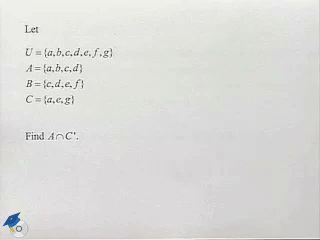 Let
U = {a,b,c,d,e,f,g}
A = {a,b,c,d}
B = {c,d,e,f}
C = {a,e,g}
Find A∩C'.